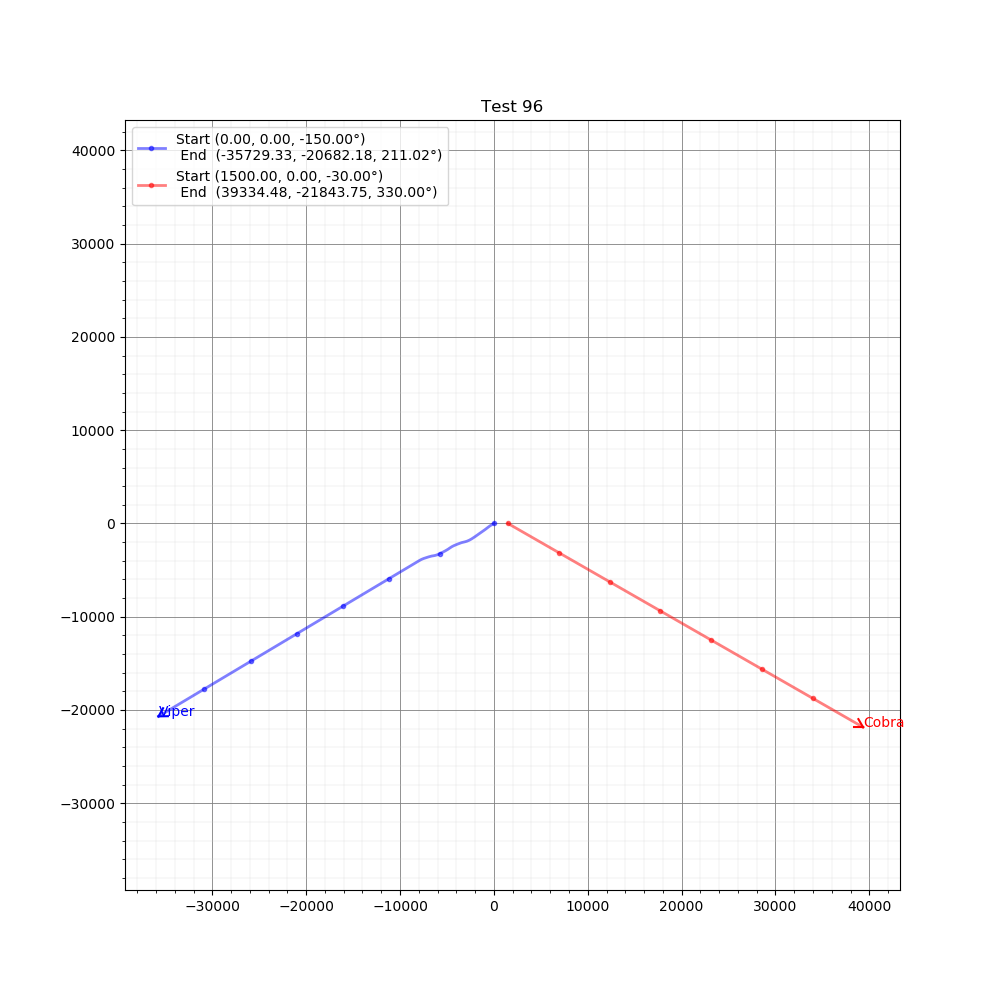 Test 96
Start (0.00, 0.00, -150.00°)
End (-35729.33, -20682.18, 211.02°)
Start (1500.00, 0.00, -30.00°)
End (39334.48, -21843.75, 330.00°)
40000
30000
20000
10000
0
−10000
−20000
−30000
Viper
Cobra
−30000 −20000 −10000 0 10000 20000 30000 40000